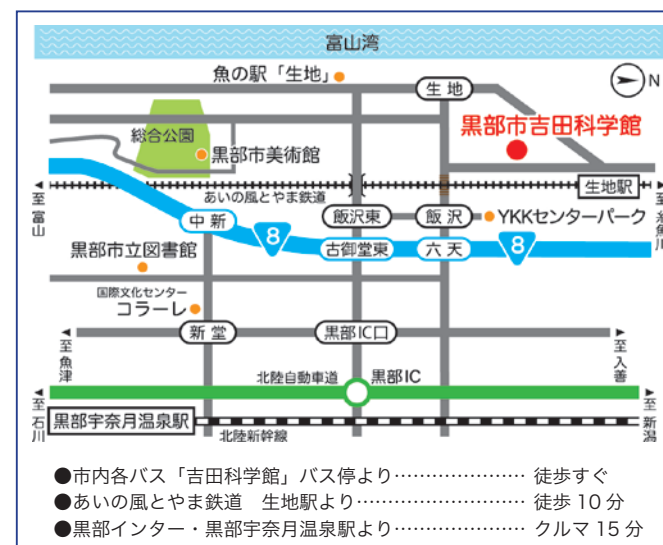 富山湾
魚の駅「生地」
生地
N
黒部市吉田科学館
総合公園
黒部市美術館
生地駅
あいの風とやま鉄道
至富山
至糸魚川
中新
飯沢東
飯沢
YKKセンターパーク
8
古御堂東
六天
8
黒部市立図書館
国際文化センター
コラーレ
新堂
黒部IC口
至魚津
至入善
北陸自動車道
黒部IC
至石川
至新潟
黒部宇奈月温泉駅
北陸新幹線
●市内各バス「吉田科学館」バス停より…………………… 徒歩すぐ
●あいの風とやま鉄道　生地駅より………………………… 徒歩 10 分
●黒部インター・黒部宇奈月温泉駅より…………………… クルマ 15 分